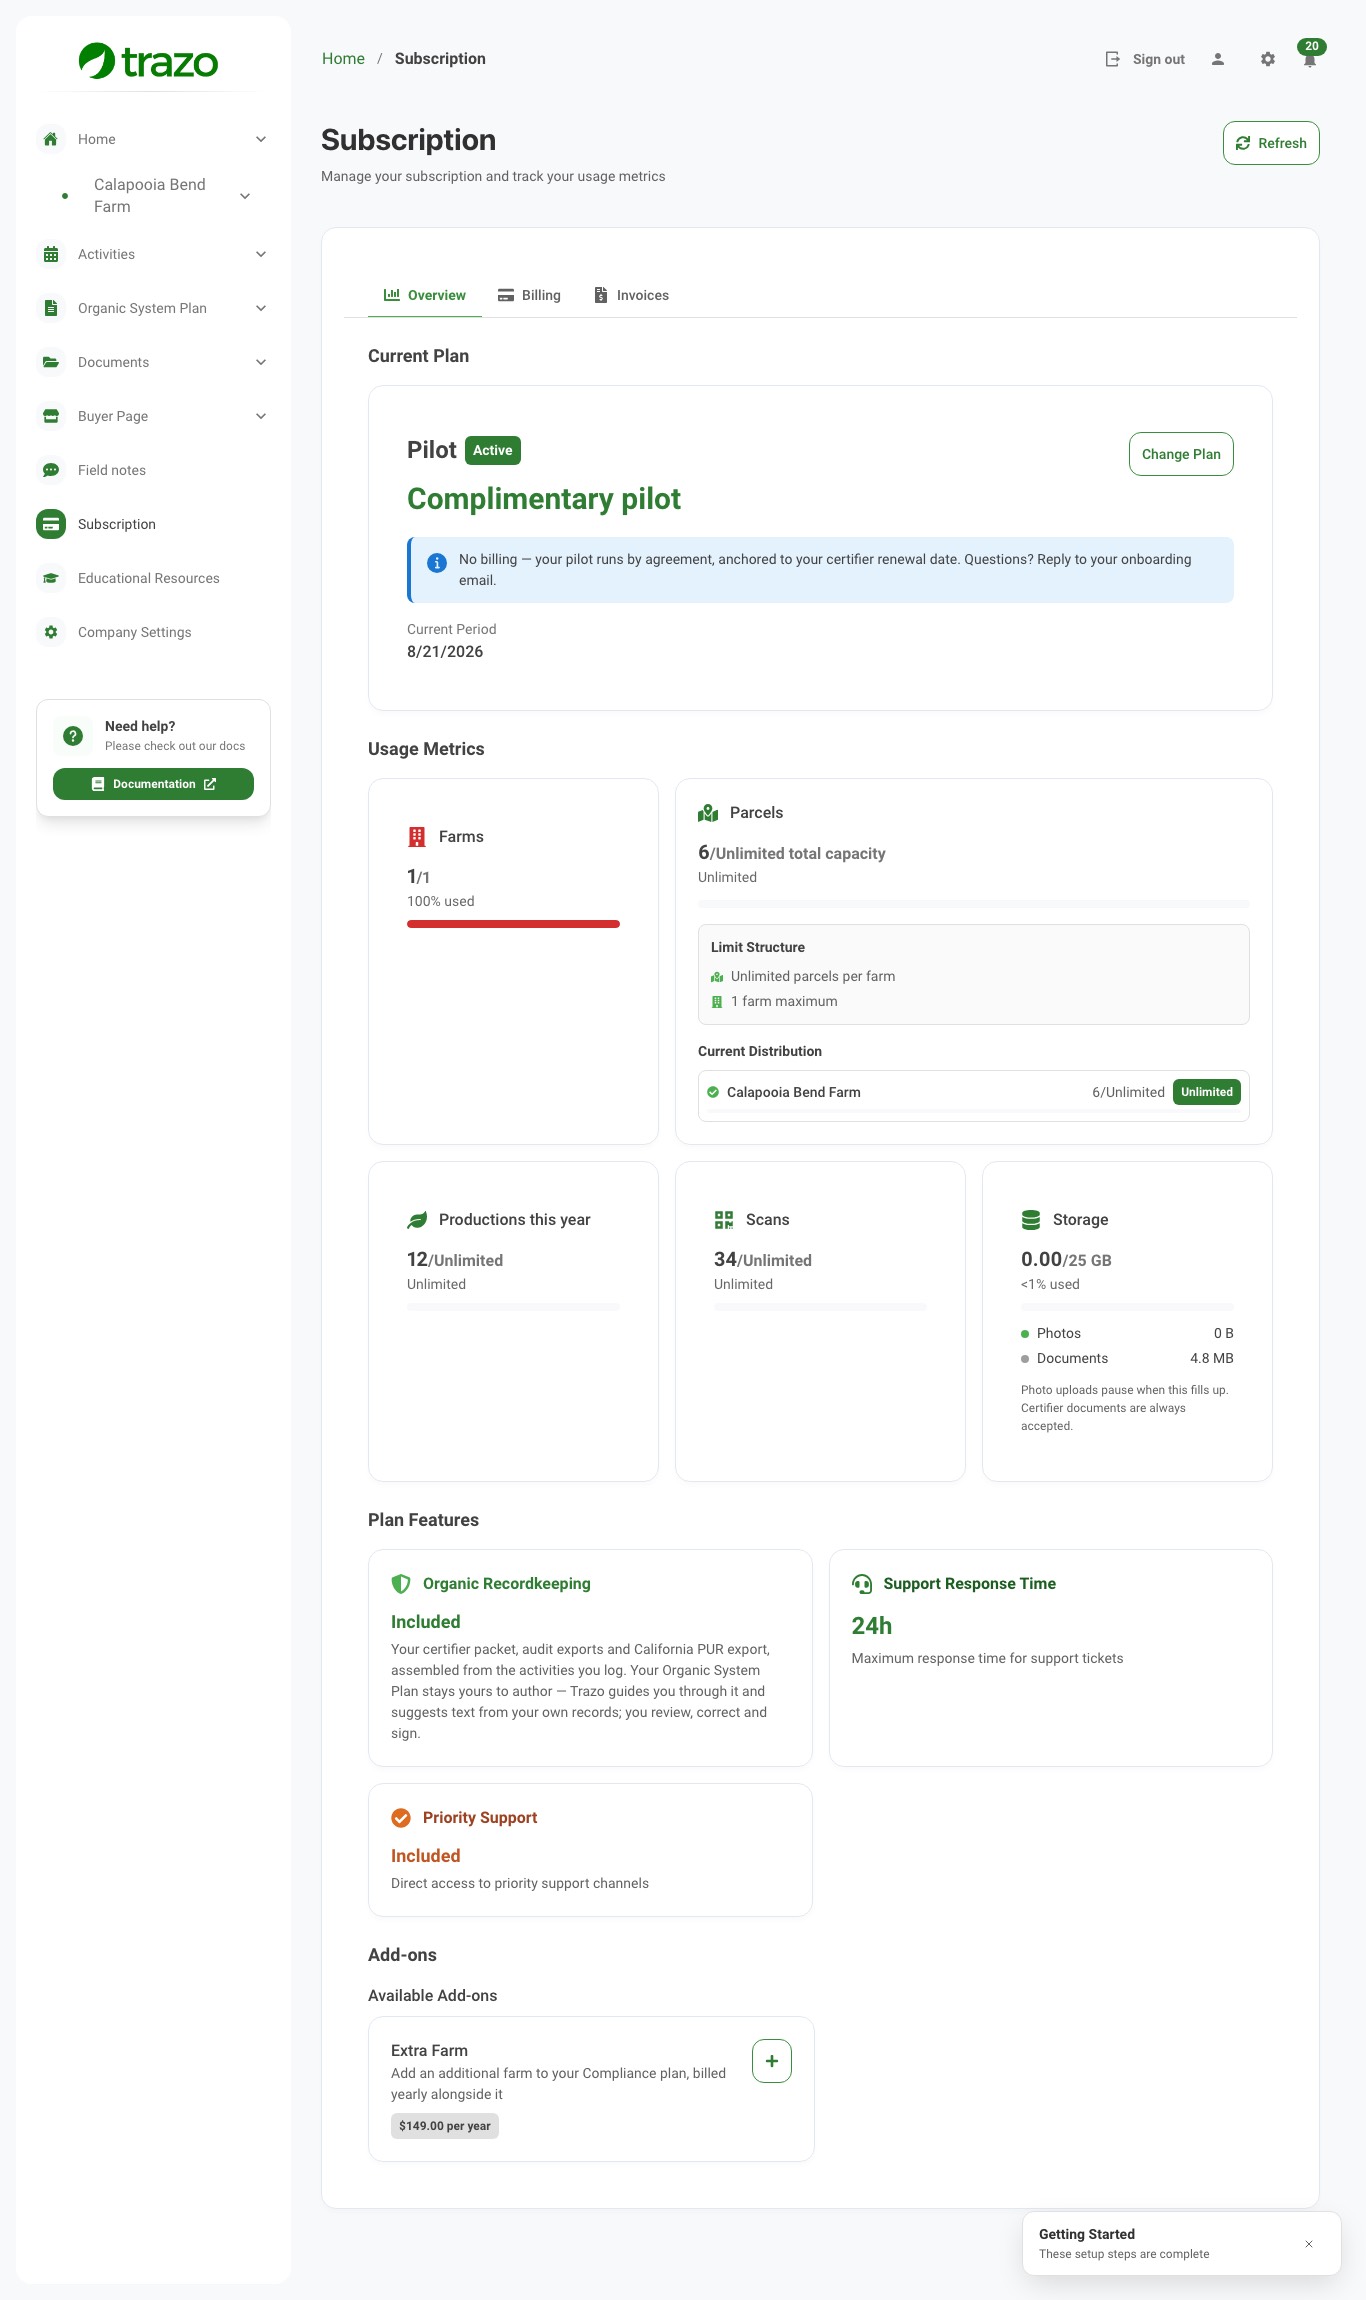 trazo
Home / Subscription
Sign out
20
Home
Calapooia Bend
Farm
Activities
Organic System Plan
Documents
Buyer Page
Field notes
Subscription
Educational Resources
Company Settings
Need help?
Please check out our docs
Documentation
Subscription
Manage your subscription and track your usage metrics
Refresh
Overview
Billing
Invoices
Current Plan
Pilot Active
Change Plan
Complimentary pilot
No billing — your pilot runs by agreement, anchored to your certifier renewal date. Questions? Reply to your onboarding
email.
Current Period
8/21/2026
Usage Metrics
Farms
1/1
100% used
Parcels
6/Unlimited total capacity
Unlimited
Limit Structure
Unlimited parcels per farm
1 farm maximum
Current Distribution
Calapooia Bend Farm 6/Unlimited Unlimited
Productions this year
12/Unlimited
Unlimited
Scans
34/Unlimited
Unlimited
Storage
0.00/25 GB
<1% used
Photos 0 B
Documents 4.8 MB
Photo uploads pause when this fills up.
Certifier documents are always
accepted.
Plan Features
Organic Recordkeeping
Included
Your certifier packet, audit exports and California PUR export,
assembled from the activities you log. Your Organic System
Plan stays yours to author — Trazo guides you through it and
suggests text from your own records; you review, correct and
sign.
Support Response Time
24h
Maximum response time for support tickets
Priority Support
Included
Direct access to priority support channels
Add-ons
Available Add-ons
Extra Farm
Add an additional farm to your Compliance plan, billed
yearly alongside it
$149.00 per year
Getting Started
These setup steps are complete